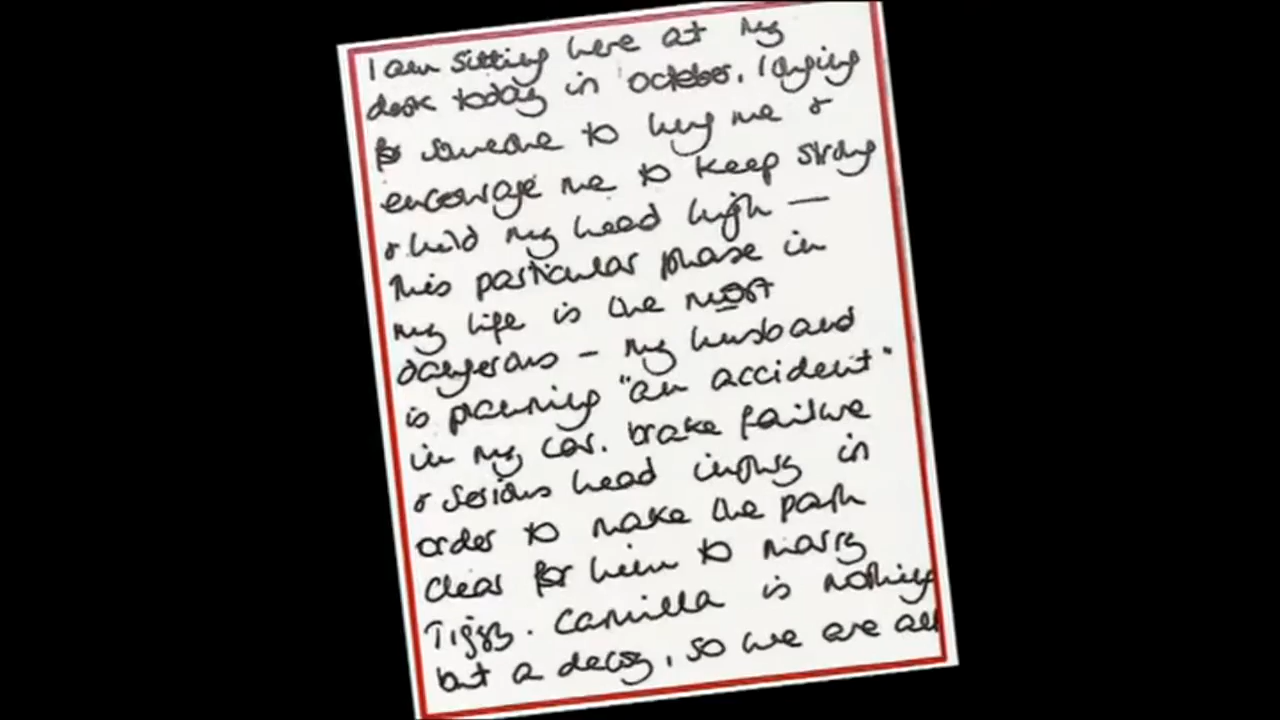 I am sitting here at my
desk today in october, longing
for someone to hug me &
encourage me to keep strong
& hold my head high —
This particular phase in
my life is the most
dangerous – my husband
is planning "an accident"
in my car. brake failure
& serious head injury in
order to make the path
clear for him to marry
Tiggy. Camilla is nothing
but a decoy, so we are all